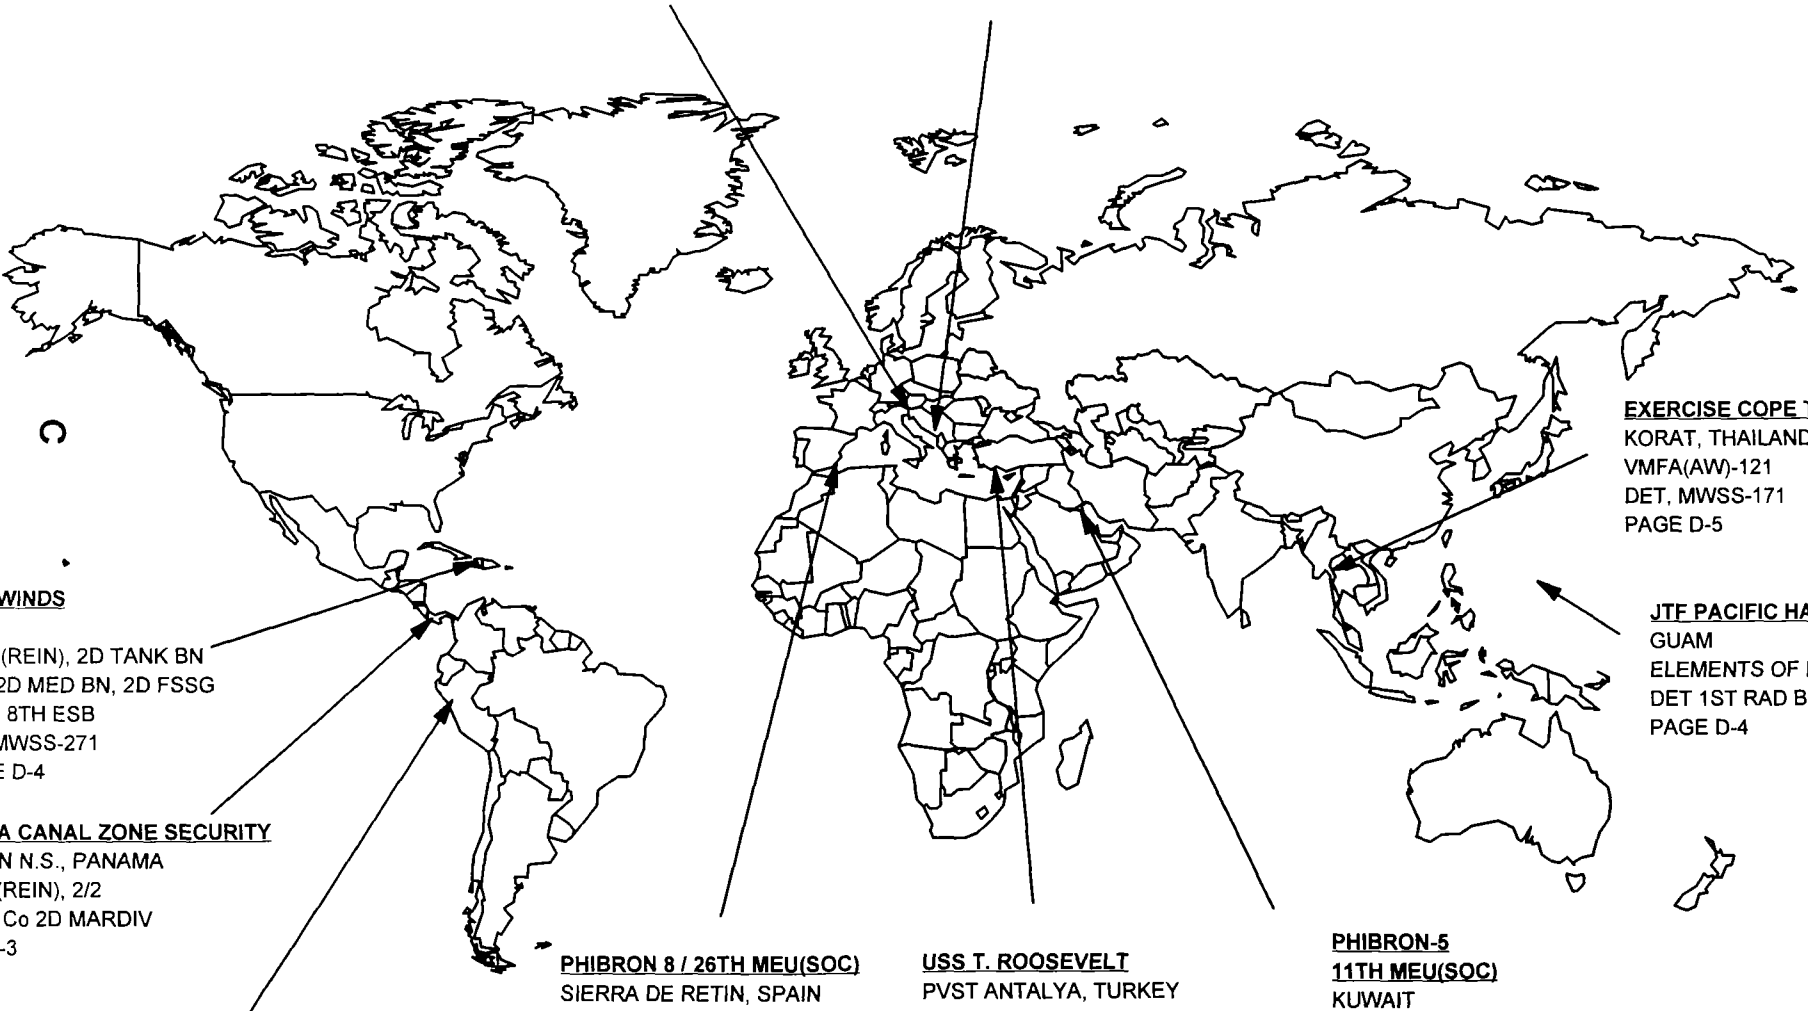 EXERCISE COPE T
KORAT, THAILAND
VMFA(AW)-121
DET, MWSS-171
PAGE D-5
C
WINDS
(REIN), 2D TANK BN
2D MED BN, 2D FSSG
8TH ESB
MWSS-271
E D-4
JTF PACIFIC HA
GUAM
ELEMENTS OF
DET 1ST RAD B
PAGE D-4
A CANAL ZONE SECURITY
N N.S., PANAMA
(REIN), 2/2
Co 2D MARDIV
-3
PHIBRON 8 / 26TH MEU(SOC)
SIERRA DE RETIN, SPAIN
USS T. ROOSEVELT
PVST ANTALYA, TURKEY
PHIBRON-5
11TH MEU(SOC)
KUWAIT